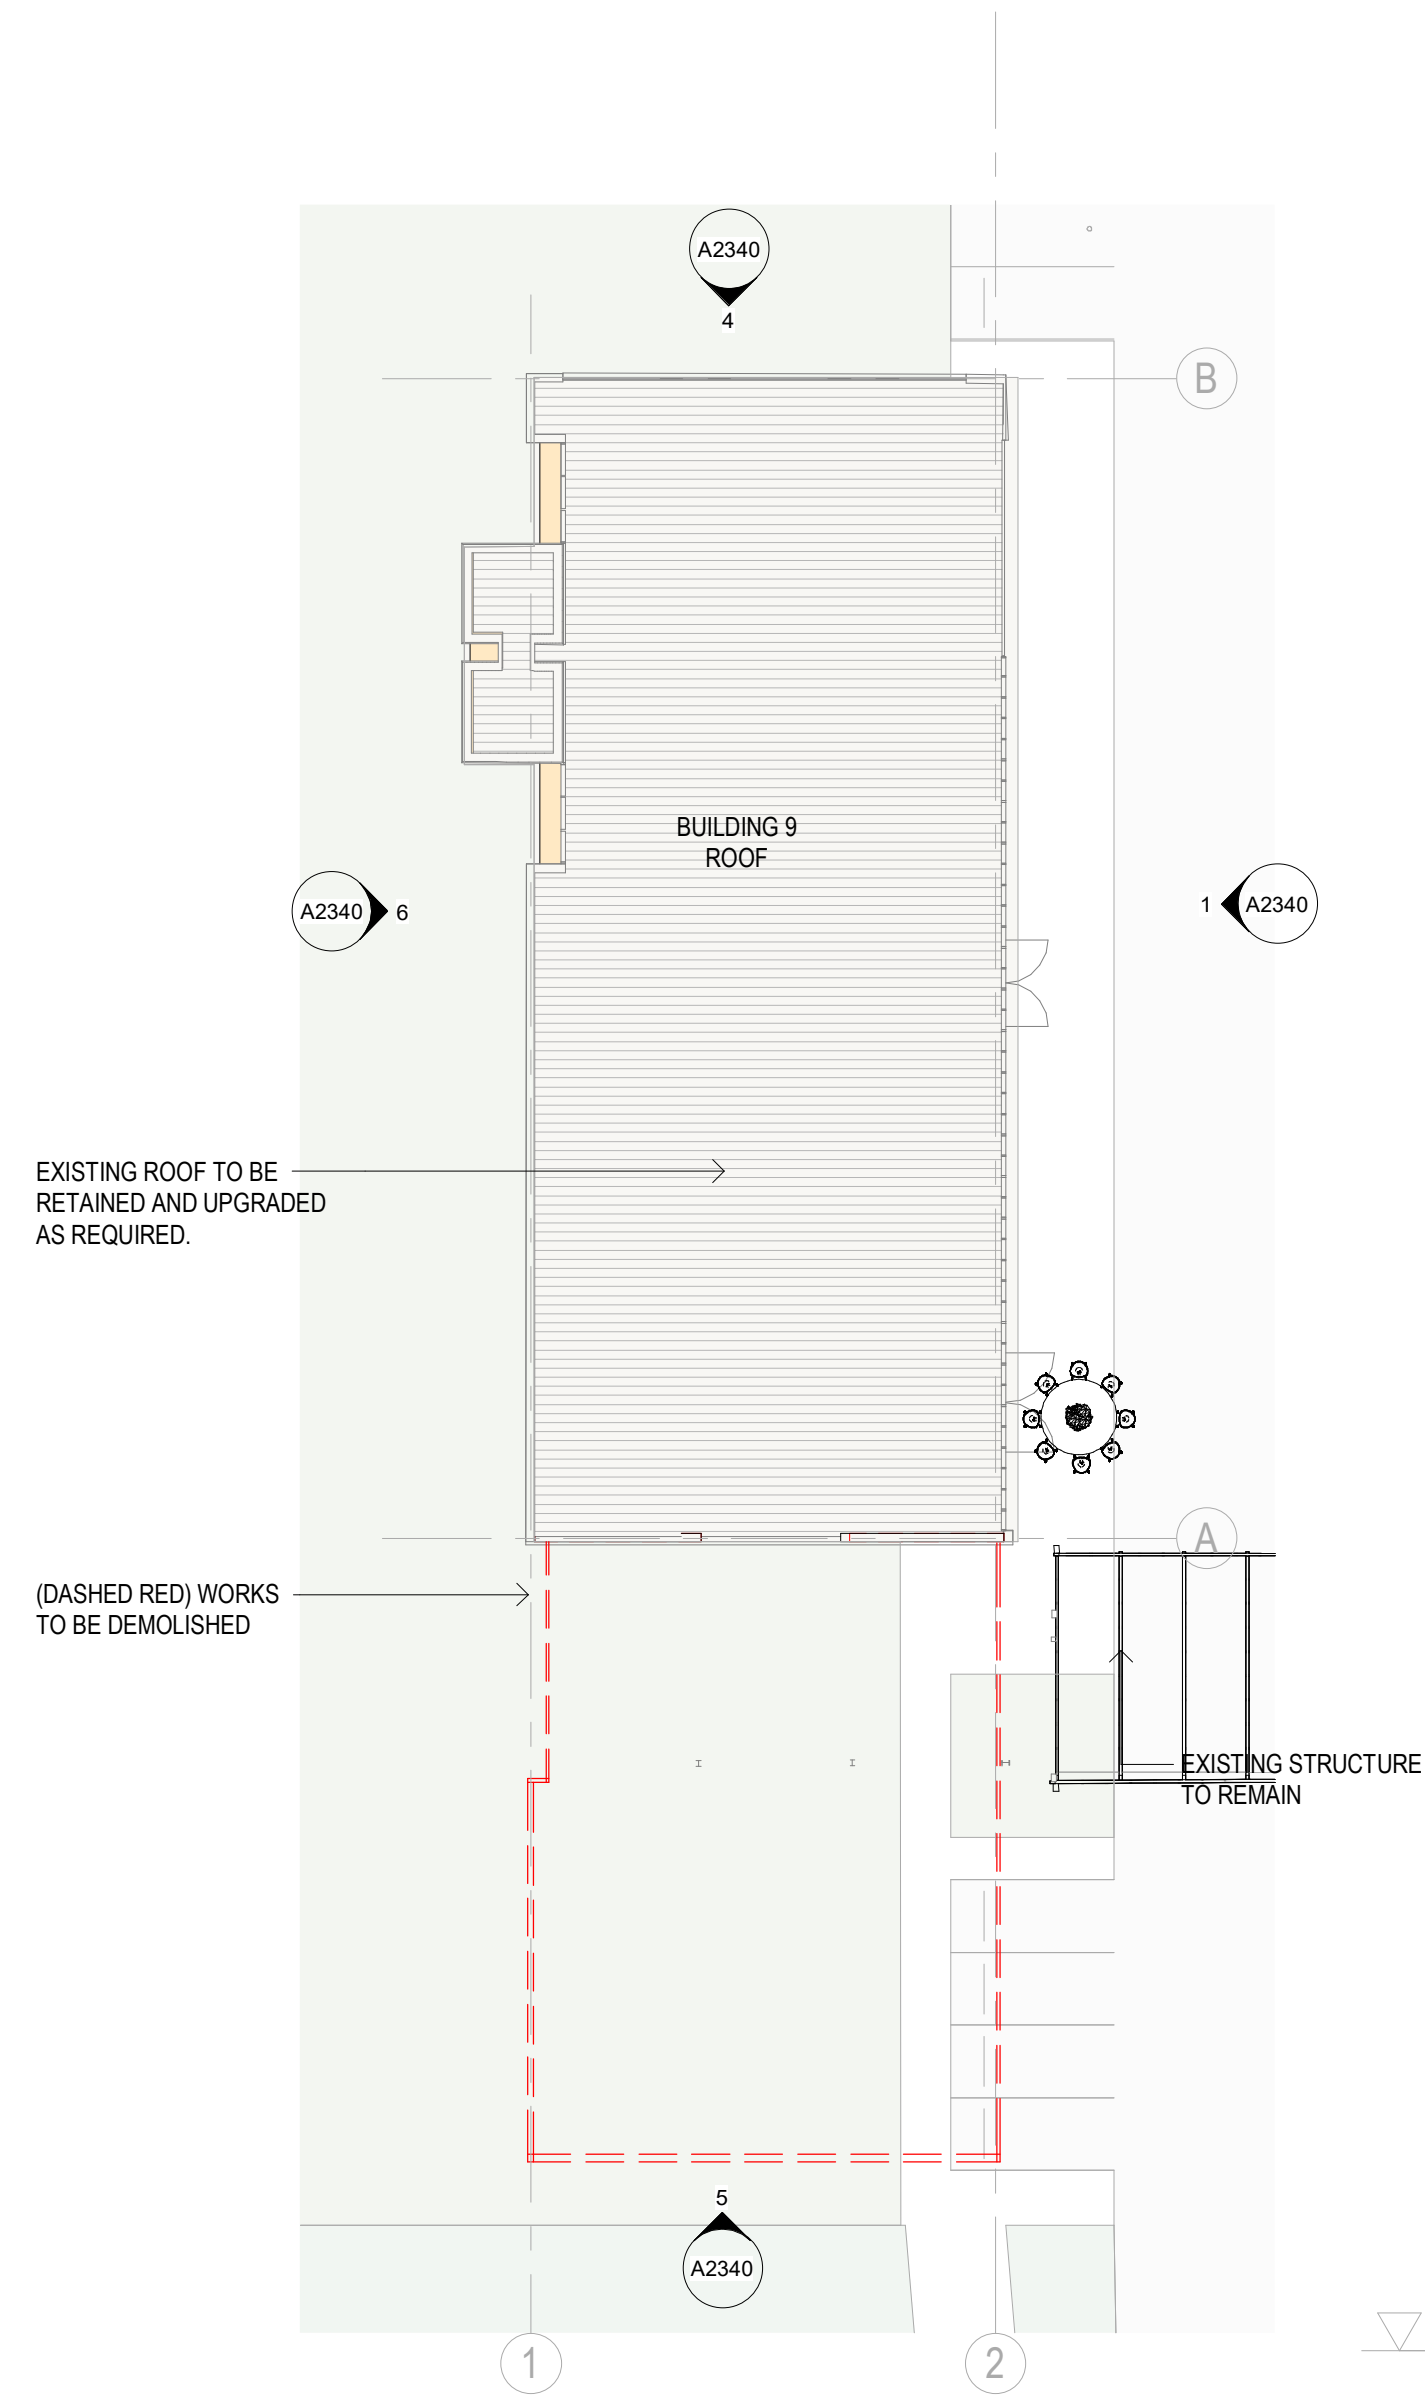 A2340
4
B
BUILDING 9
ROOF
A2340
6
1
A2340
EXISTING ROOF TO BE
RETAINED AND UPGRADED
AS REQUIRED.
A
(DASHED RED) WORKS
TO BE DEMOLISHED
EXISTING STRUCTURE
TO REMAIN
5
A2340
1
2